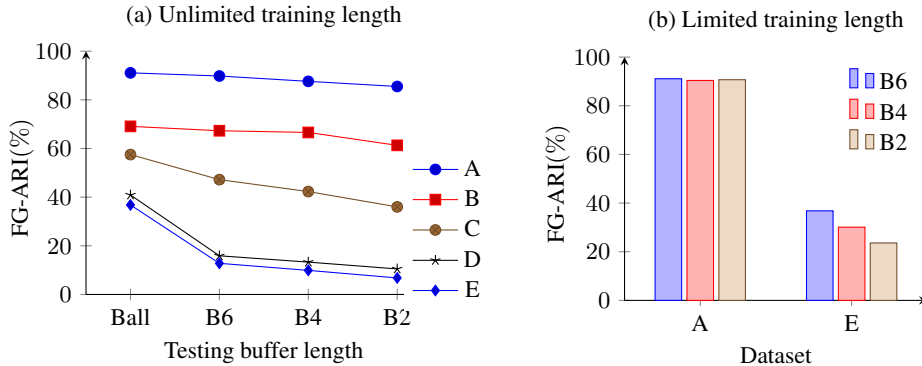 (a) Unlimited training length
FG-ARI(%)
100
80
60
40
20
0
Ball
B6
B4
B2
Testing buffer length
A
B
C
D
E
(b) Limited training length
FG-ARI(%)
100
80
60
40
20
0
A
E
Dataset
B6
B4
B2